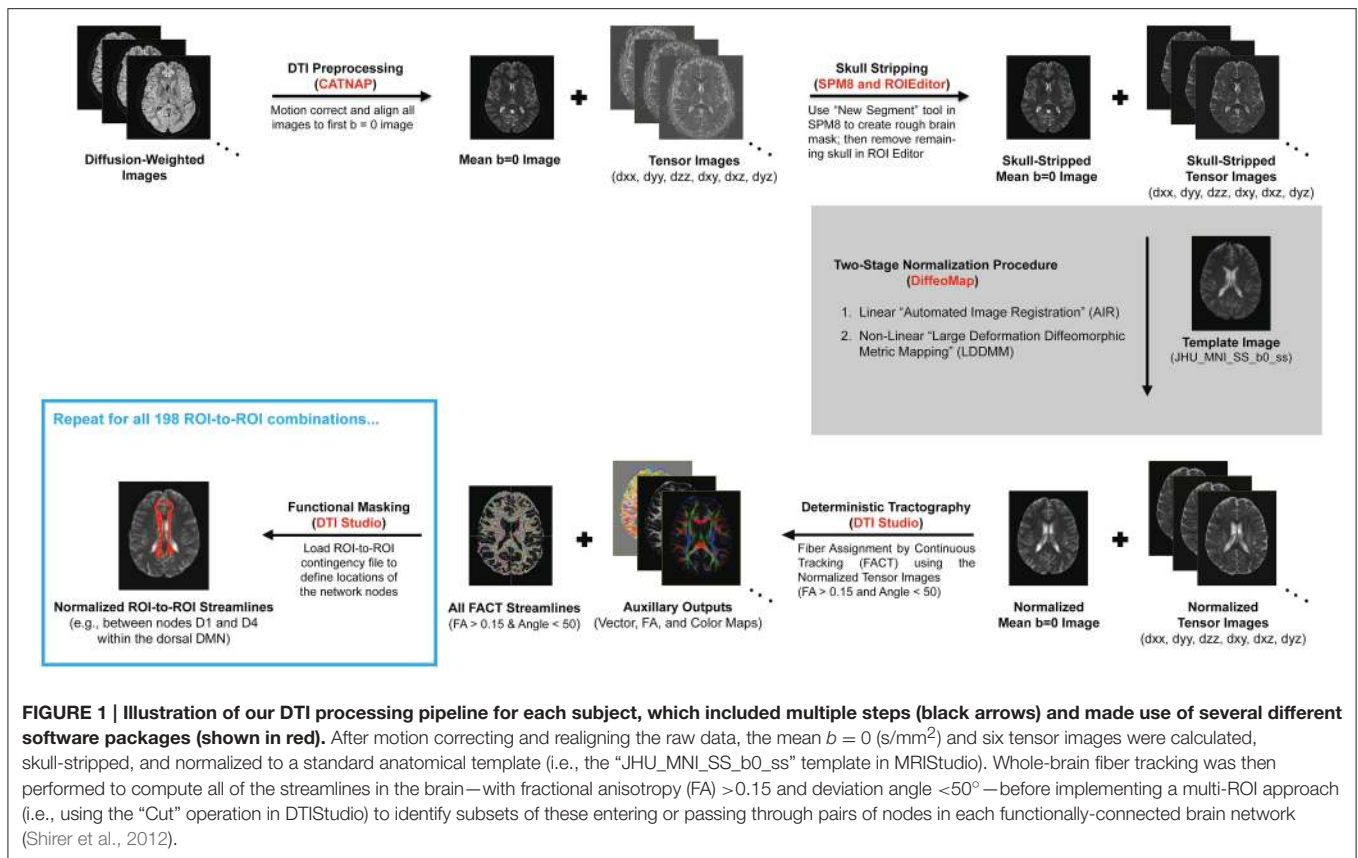 DTI Preprocessing
(CATNAP)
Motion correct and align all
images to first b = 0 image
Diffusion-Weighted
Images
Mean b=0 Image
Tensor Images
(dxx, dyy, dzz, dxy, dxz, dyz)
Skull Stripping
(SPM8 and ROIEditor)
Use "New Segment" tool in
SPM8 to create rough brain
mask; then remove remain-
ing skull in ROI Editor
Skull-Stripped
Mean b=0 Image
Skull-Stripped
Tensor Images
(dxx, dyy, dzz, dxy, dxz, dyz)
Two-Stage Normalization Procedure
(DiffeoMap)
1. Linear "Automated Image Registration" (AIR)
2. Non-Linear "Large Deformation Diffeomorphic
Metric Mapping" (LDDMM)
Template Image
(JHU_MNI_SS_b0_ss)
Repeat for all 198 ROI-to-ROI combinations...
Functional Masking
(DTI Studio)
Load ROI-to-ROI
contingency file to
define locations of
the network nodes
Normalized ROI-to-ROI Streamlines
(e.g., between nodes D1 and D4
within the dorsal DMN)
All FACT Streamlines
(FA > 0.15 & Angle < 50)
Auxillary Outputs
(Vector, FA, and Color Maps)
Deterministic Tractography
(DTI Studio)
Fiber Assignment by Continuous
Tracking (FACT) using the
Normalized Tensor Images
(FA > 0.15 and Angle < 50)
Normalized
Mean b=0 Image
Normalized
Tensor Images
(dxx, dyy, dzz, dxy, dxz, dyz)
FIGURE 1 | Illustration of our DTI processing pipeline for each subject, which included multiple steps (black arrows) and made use of several different
software packages (shown in red). After motion correcting and realigning the raw data, the mean b = 0 (s/mm²) and six tensor images were calculated,
skull-stripped, and normalized to a standard anatomical template (i.e., the "JHU_MNI_SS_b0_ss" template in MRIStudio). Whole-brain fiber tracking was then
performed to compute all of the streamlines in the brain—with fractional anisotropy (FA) >0.15 and deviation angle <50°—before implementing a multi-ROI approach
(i.e., using the "Cut" operation in DTIStudio) to identify subsets of these entering or passing through pairs of nodes in each functionally-connected brain network
(Shirer et al., 2012).